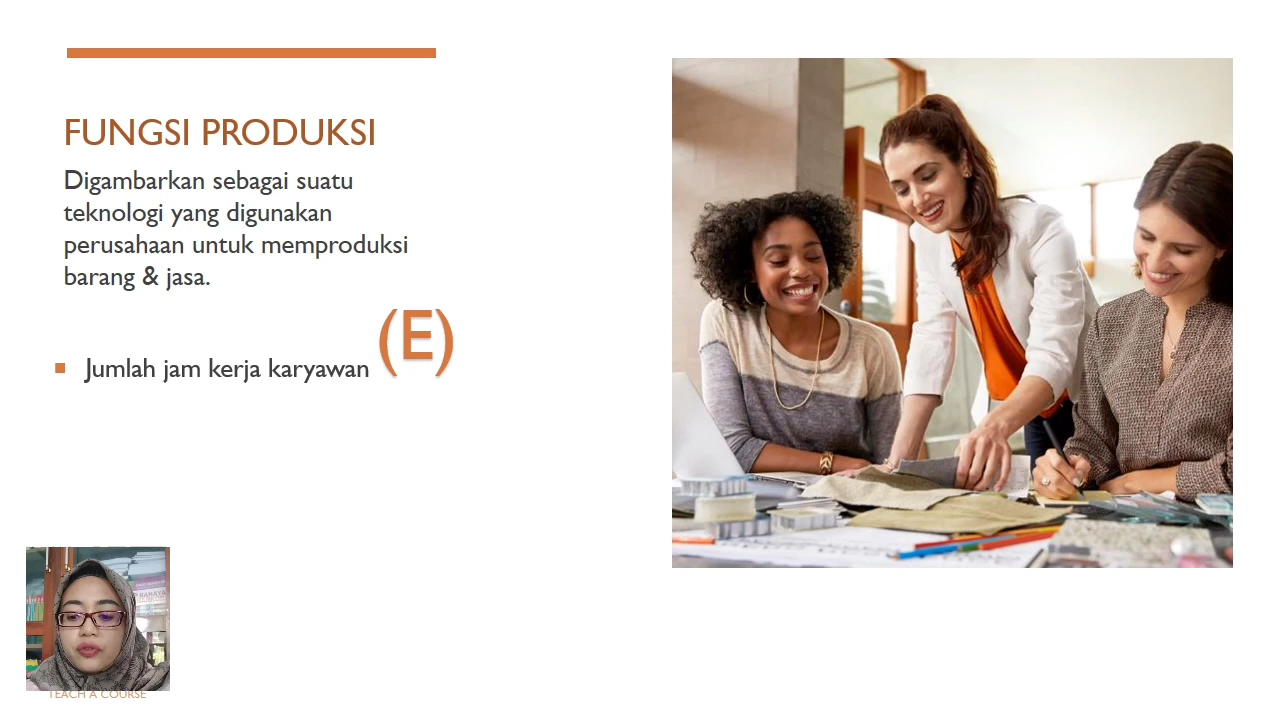 FUNGSI PRODUKSI
Digambarkan sebagai suatu
teknologi yang digunakan
perusahaan untuk memproduksi
barang & jasa.
Jumlah jam kerja karyawan (E)
TEACH A COURSE